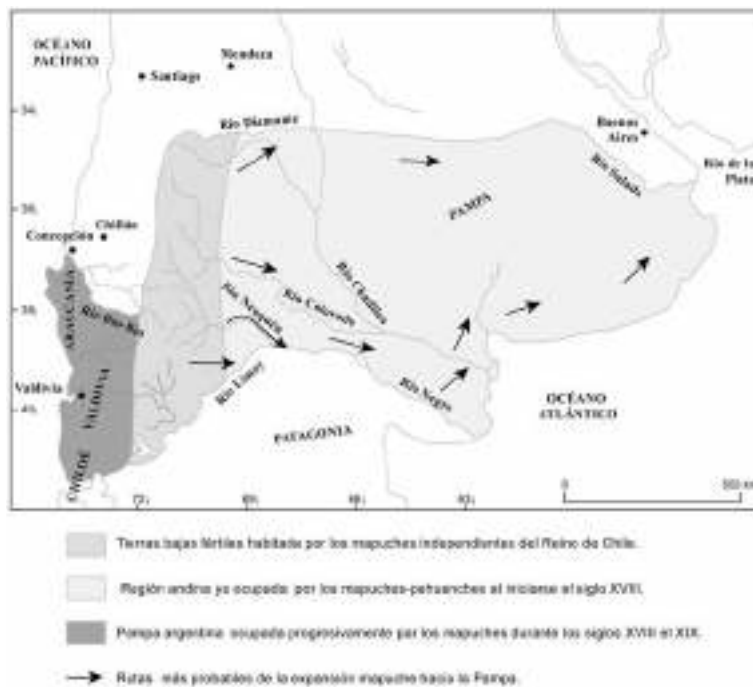 OCÉANO
PACÍFICO
Mendoza
Santiago
34
Río Diamante
Buenos
Aires
Río de la
Plata
Río Salado
PAMPA
Chillán
Concepción
ARAUCANÍA
Río Bío Bío
Río Neuquén
Río Colorado
Río Limay
Río Negro
Valdivia
VALDIVIA
OCÉANO
ATLÁNTICO
PATAGONIA
0
Tierras bajas fértiles habitada por los mapuches independientes del Reino de Chile.
Región andina ya ocupada por los mapuches-pehuenches al iniciarse el siglo XVIII.
Pampa argentina ocupada progresivamente por los mapuches durante los siglos XVIII et XIX.
Rutas más probables de la expansión mapuche hacia la Pampa.